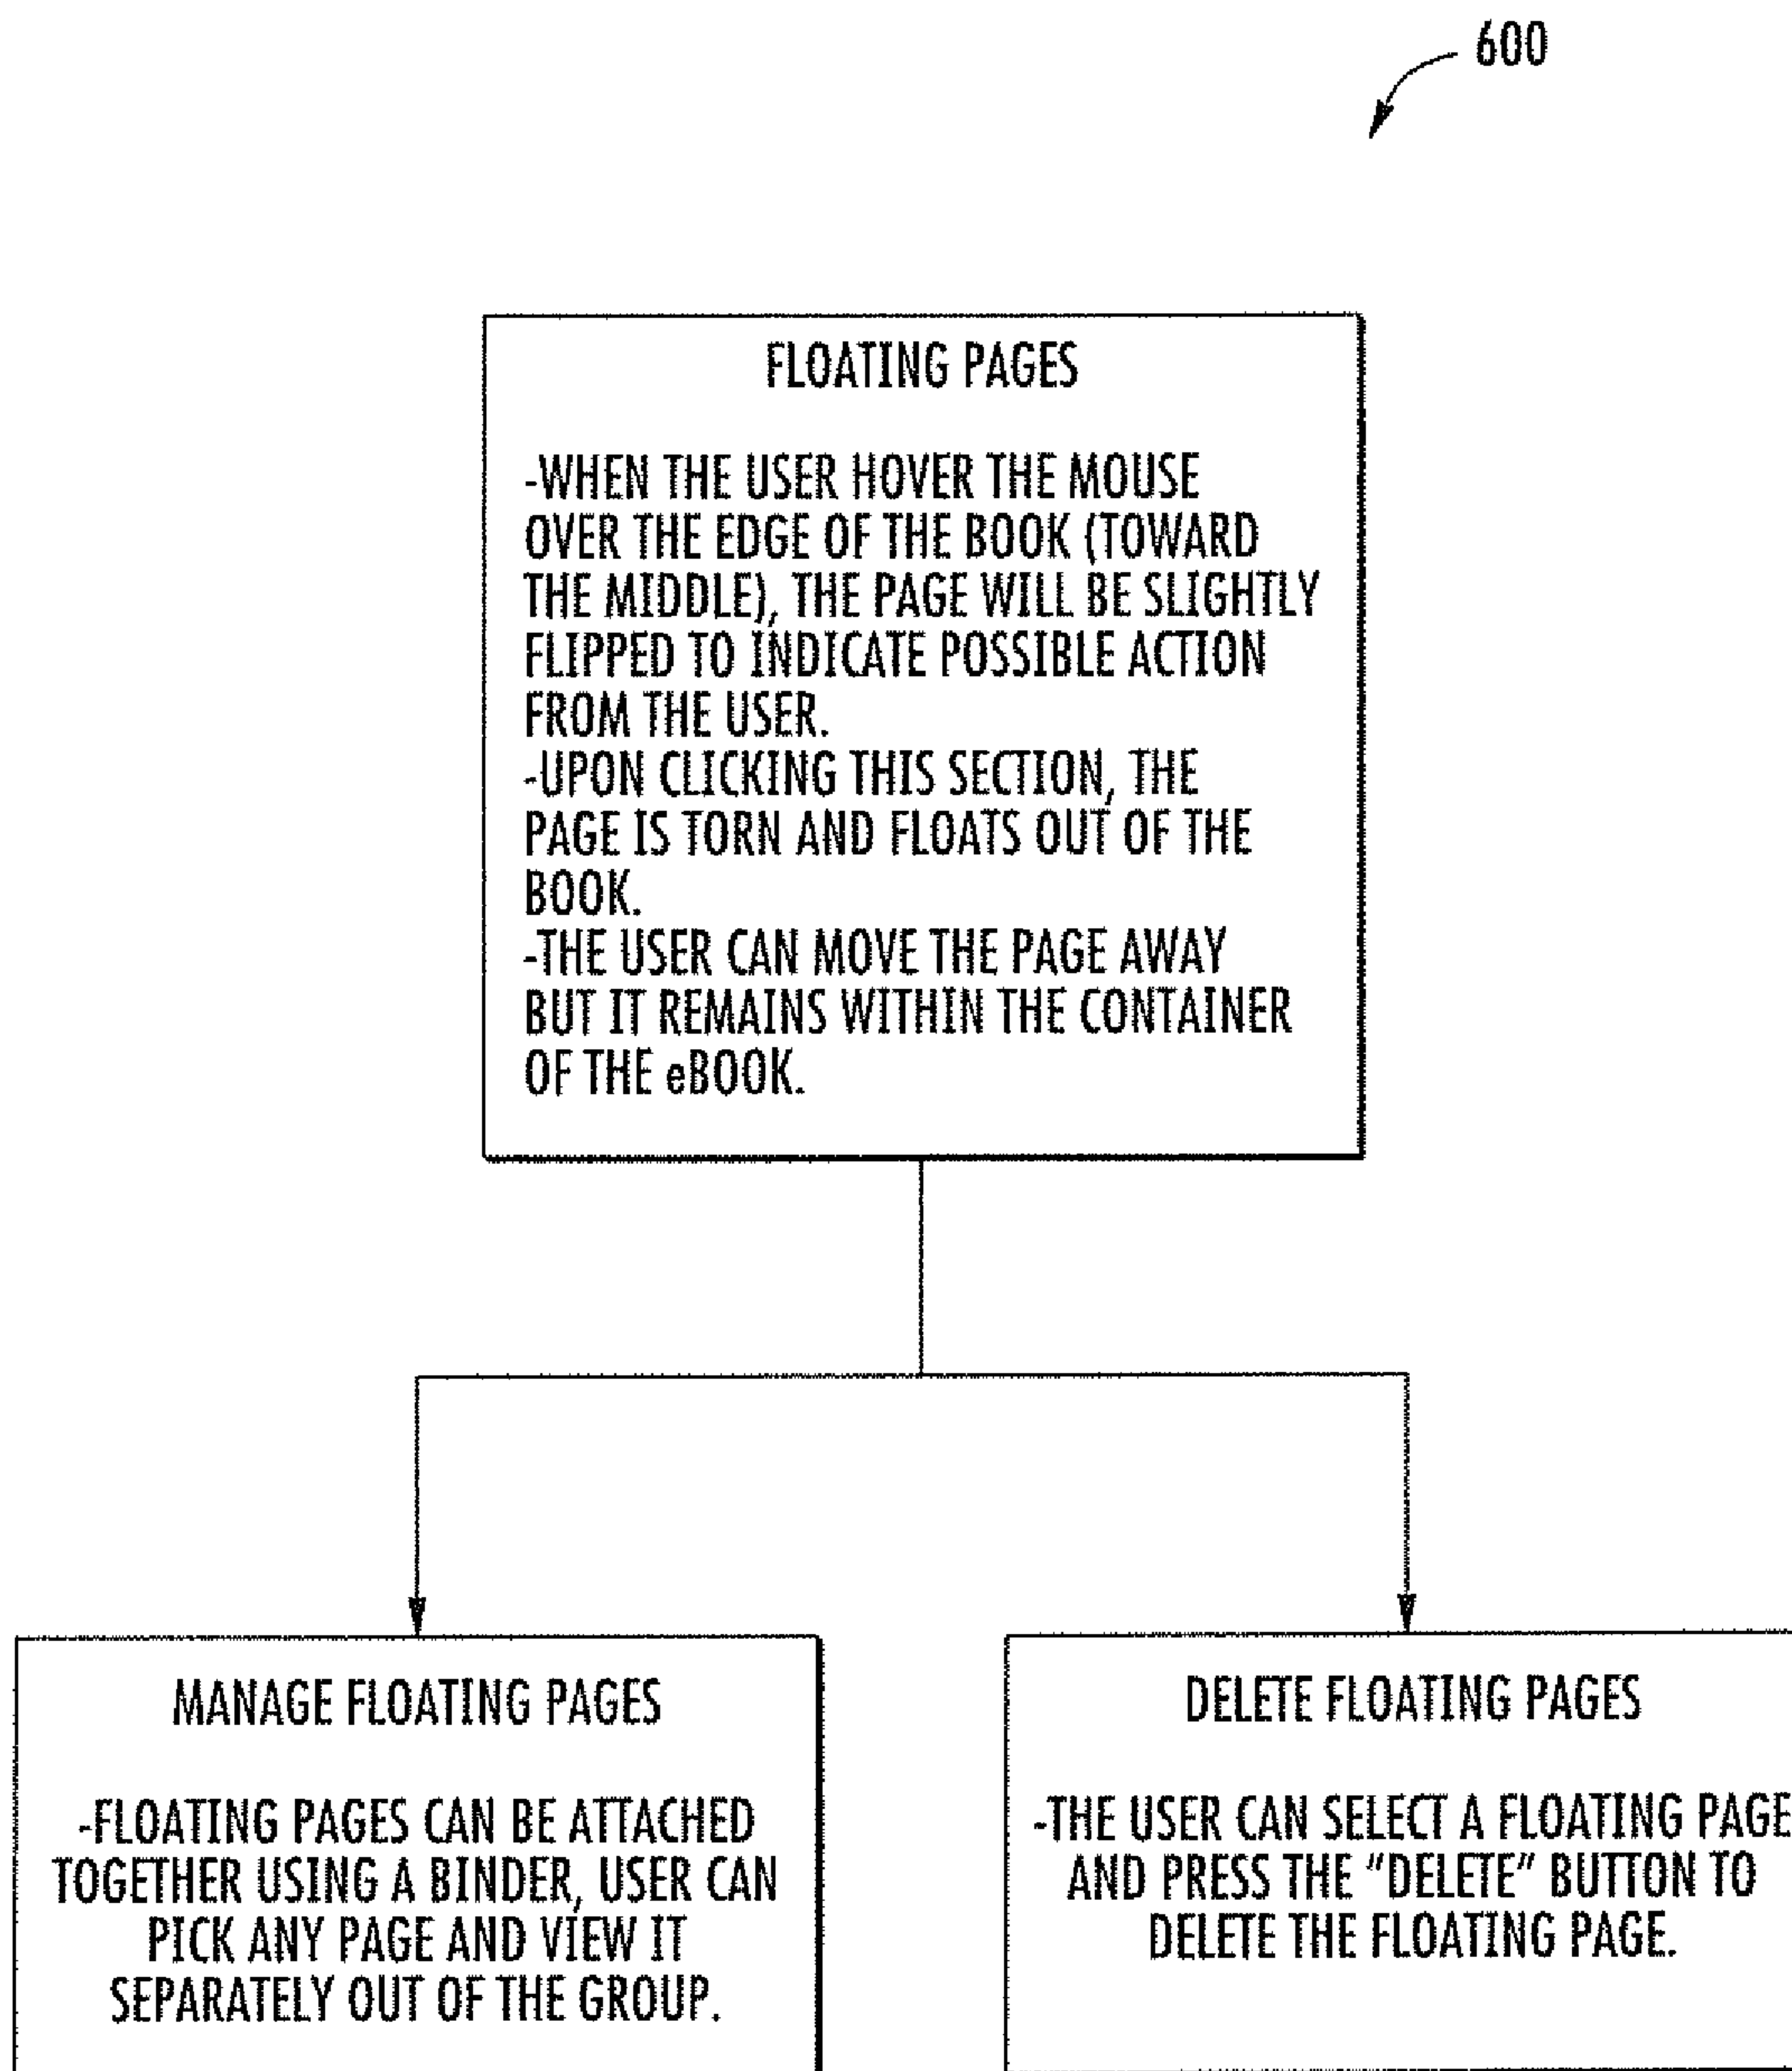 600
FLOATING PAGES
-WHEN THE USER HOVER THE MOUSE
OVER THE EDGE OF THE BOOK (TOWARD
THE MIDDLE), THE PAGE WILL BE SLIGHTLY
FLIPPED TO INDICATE POSSIBLE ACTION
FROM THE USER.
-UPON CLICKING THIS SECTION, THE
PAGE IS TORN AND FLOATS OUT OF THE
BOOK.
-THE USER CAN MOVE THE PAGE AWAY
BUT IT REMAINS WITHIN THE CONTAINER
OF THE eBOOK.
MANAGE FLOATING PAGES
-FLOATING PAGES CAN BE ATTACHED
TOGETHER USING A BINDER, USER CAN
PICK ANY PAGE AND VIEW IT
SEPARATELY OUT OF THE GROUP.
DELETE FLOATING PAGES
-THE USER CAN SELECT A FLOATING PAGE
AND PRESS THE "DELETE" BUTTON TO
DELETE THE FLOATING PAGE.